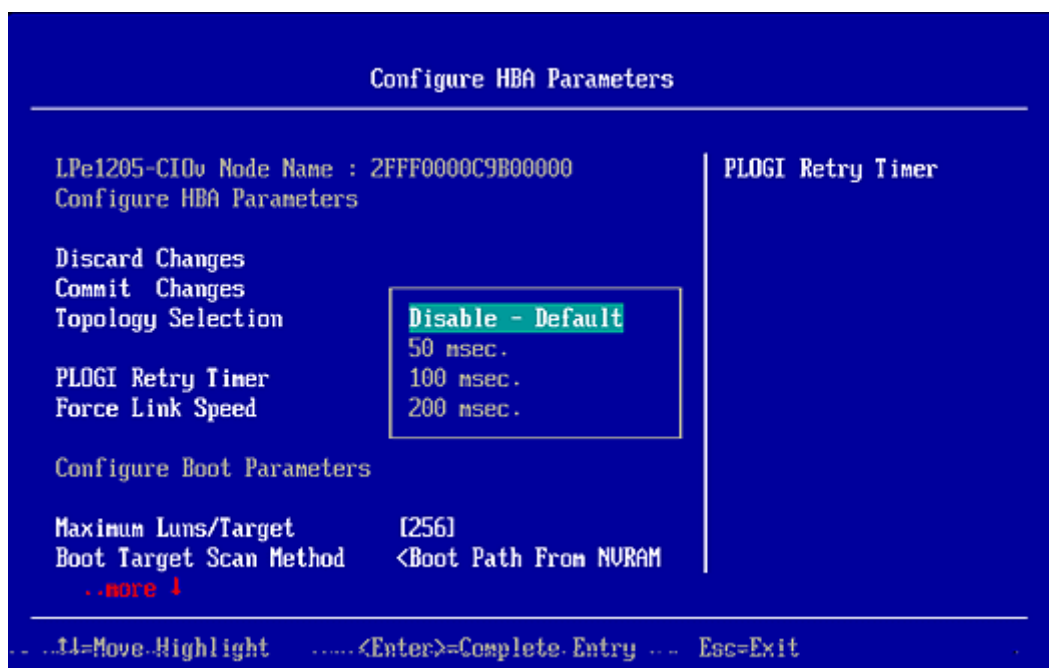 Configure HBA Parameters
LPe1205-CIOv Node Name : 2FFF0000C9B00000
Configure HBA Parameters
PLOGI Retry Timer
Discard Changes
Commit Changes
Topology Selection
Disable - Default
50 msec.
100 msec.
200 msec.
PLOGI Retry Timer
Force Link Speed
Configure Boot Parameters
Maximum Luns/Target [256]
Boot Target Scan Method <Boot Path From NVRAM
..more ↓
↑↓=Move Highlight <Enter>=Complete Entry Esc=Exit